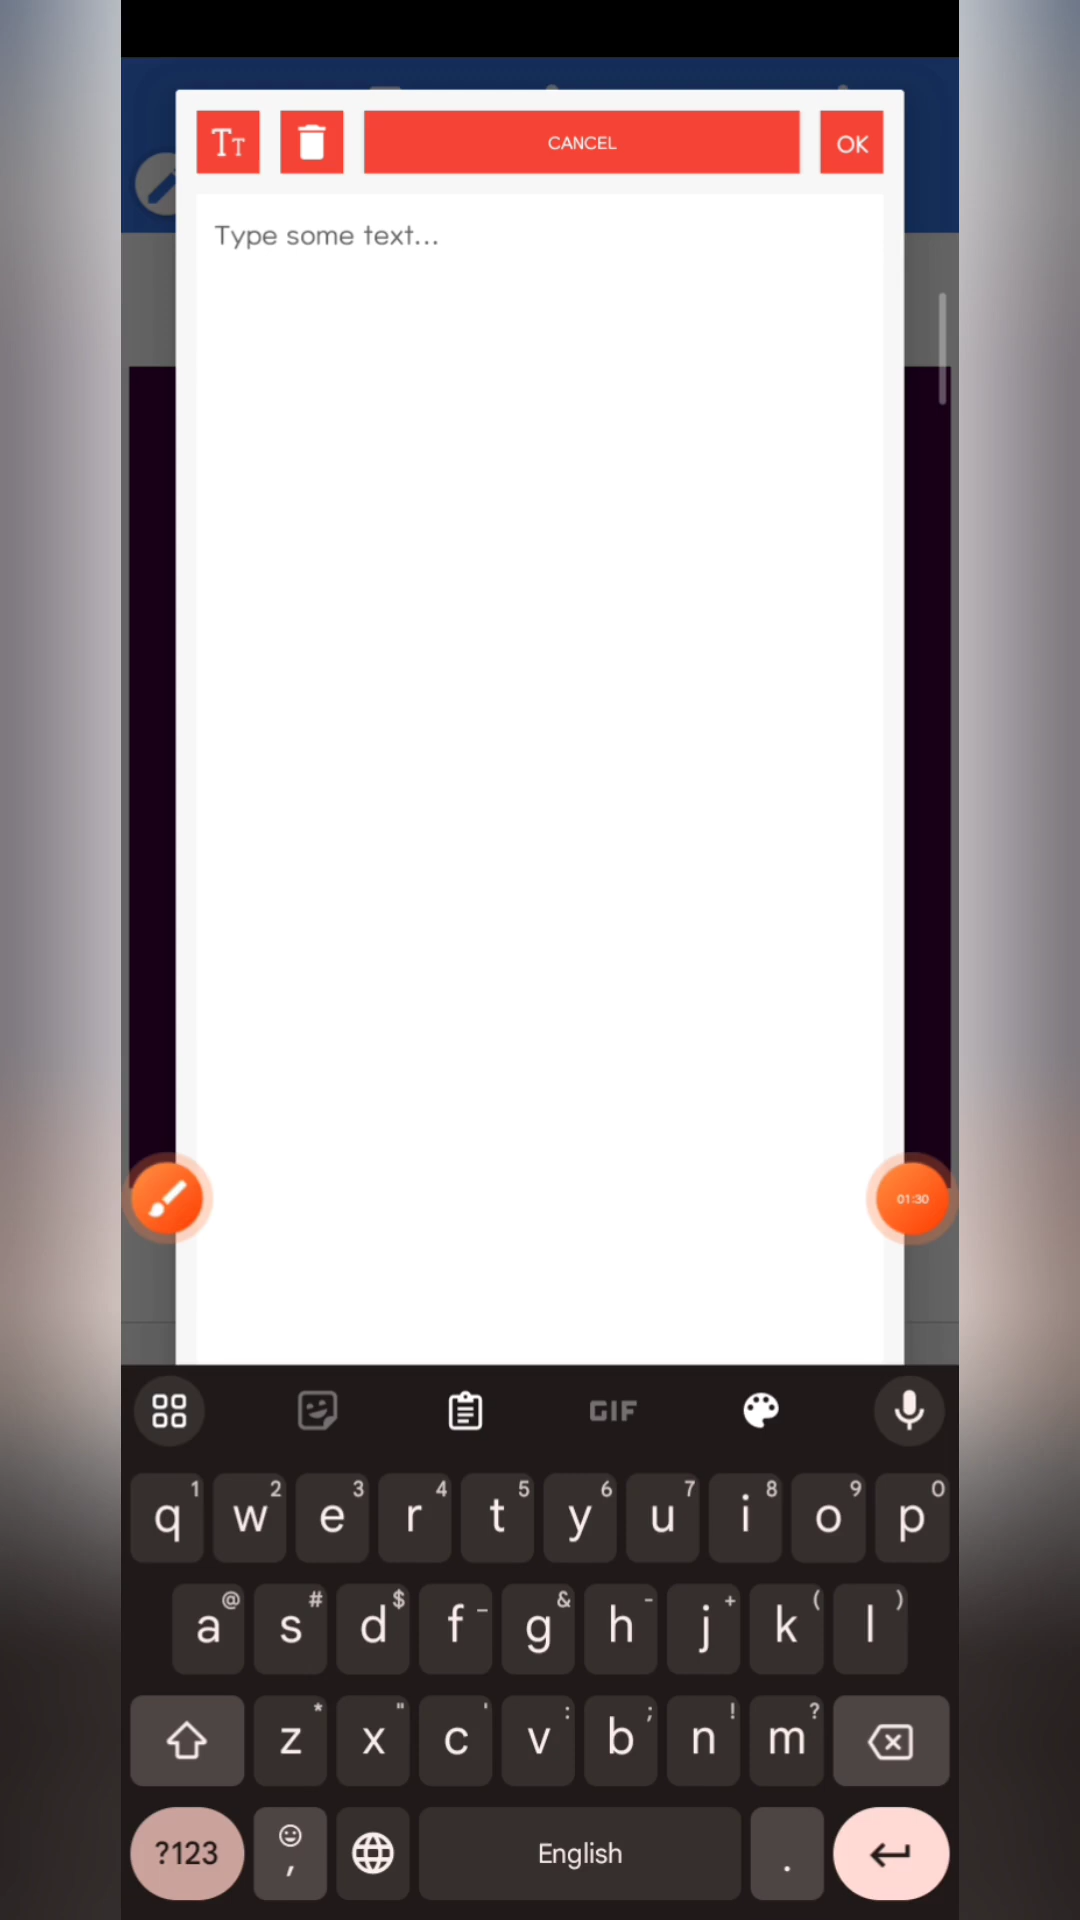 Tт
CANCEL
OK
Type some text...
01:30
GIF
q 1 w 2 e 3 r 4 t 5 y 6 u 7 i 8 o 9 p 0
a @ s # d $ f _ g & h - j + k ( l )
z * x " c ' v : b ; n ! m ?
?123 , English .